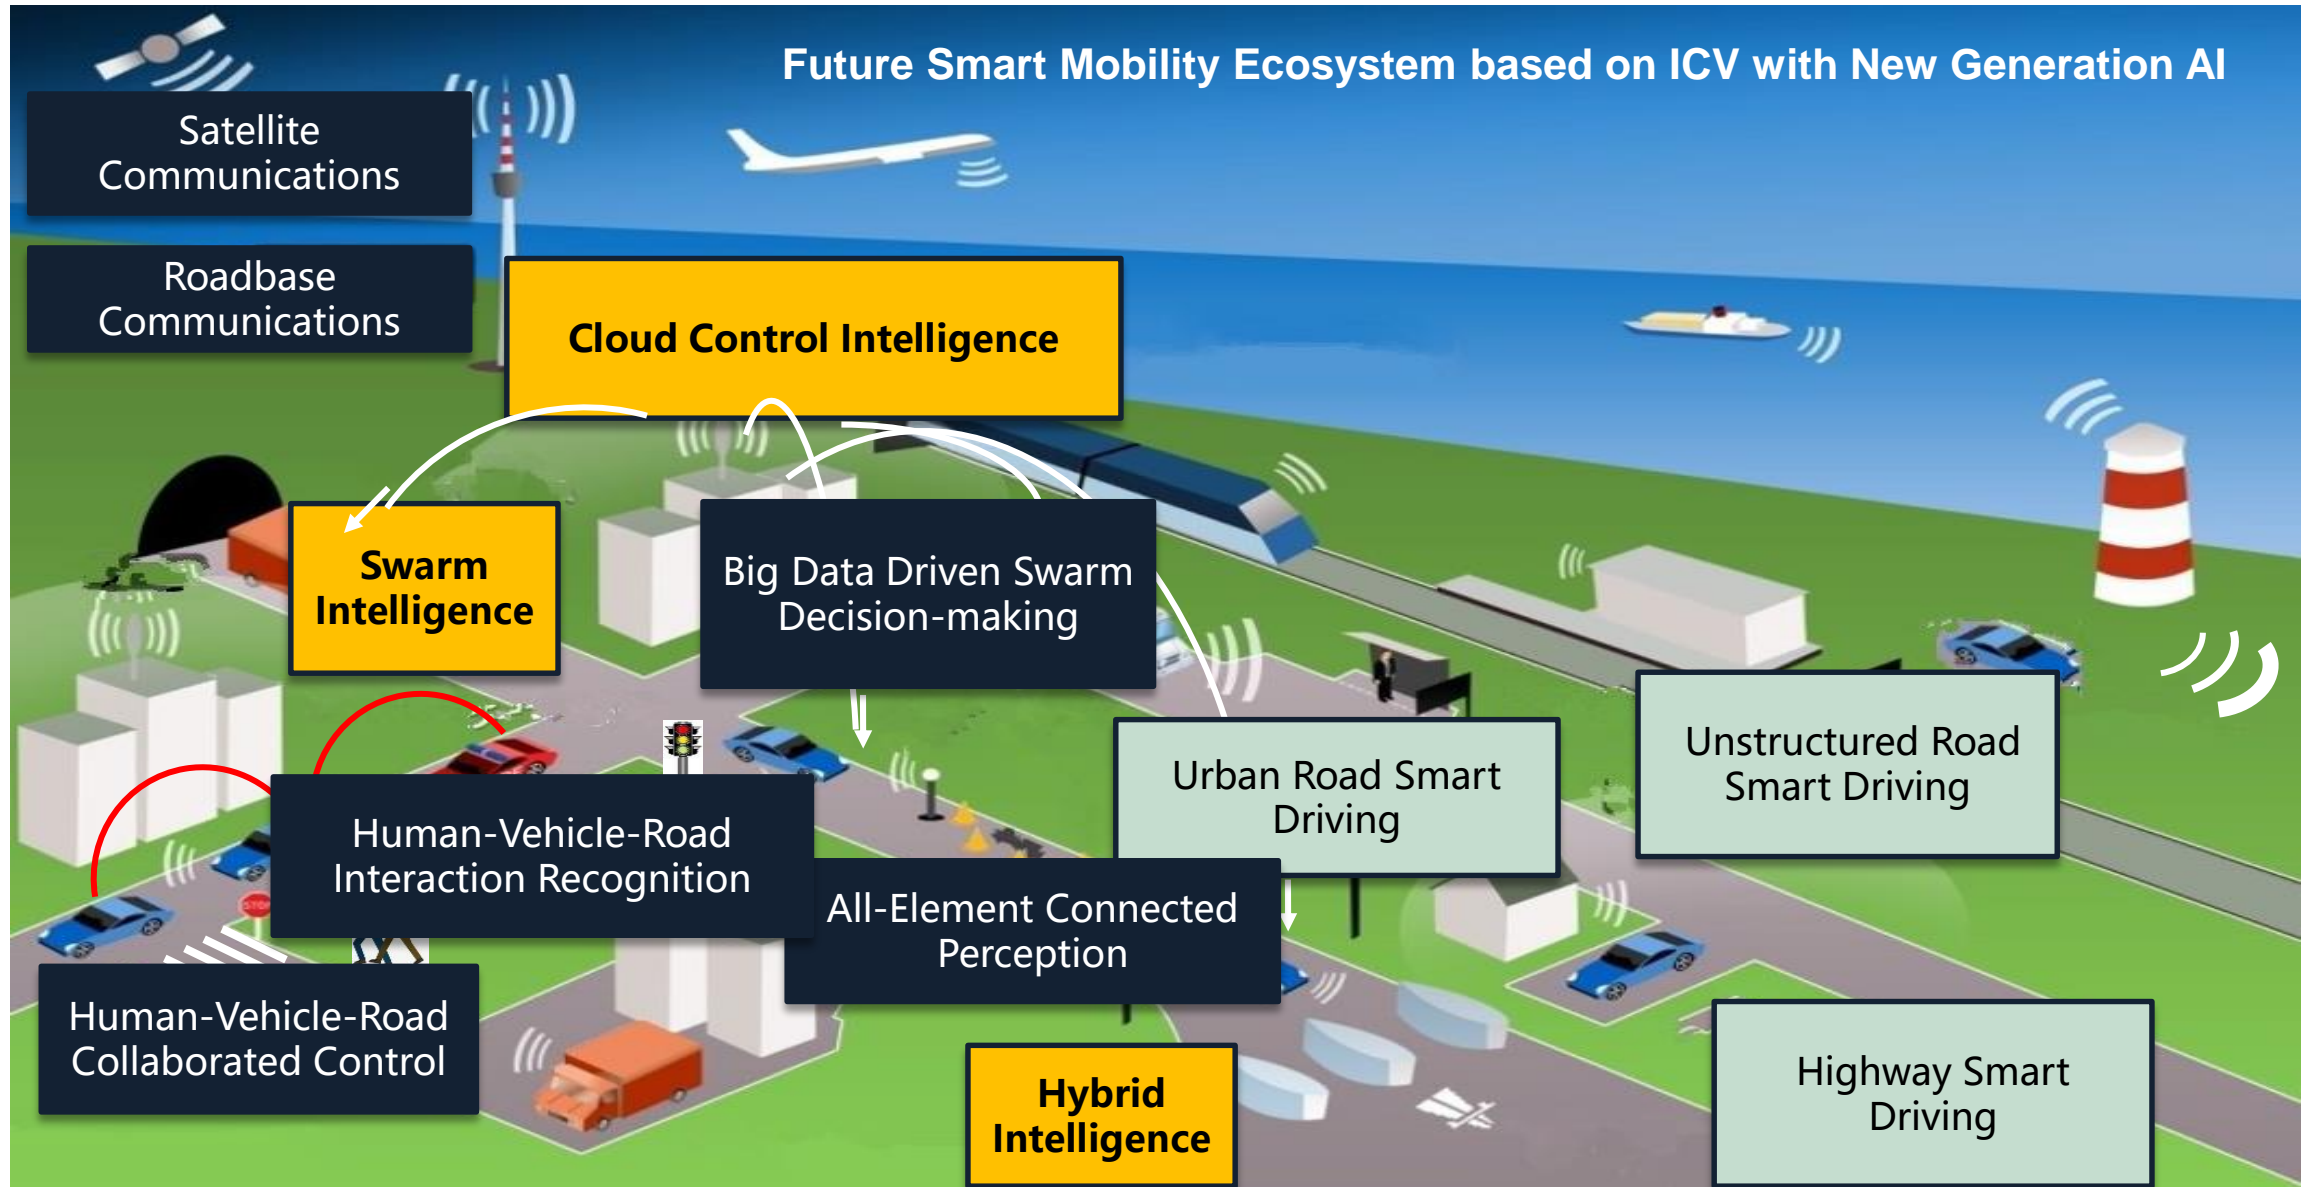 Future Smart Mobility Ecosystem based on ICV with New Generation AI
Satellite
Communications
Roadbase
Communications
Cloud Control Intelligence
Swarm
Intelligence
Big Data Driven Swarm
Decision-making
Unstructured Road
Smart Driving
Urban Road Smart
Driving
Human-Vehicle-Road
Interaction Recognition
All-Element Connected
Perception
STOP
Human-Vehicle-Road
Collaborated Control
Hybrid
Intelligence
Highway Smart
Driving